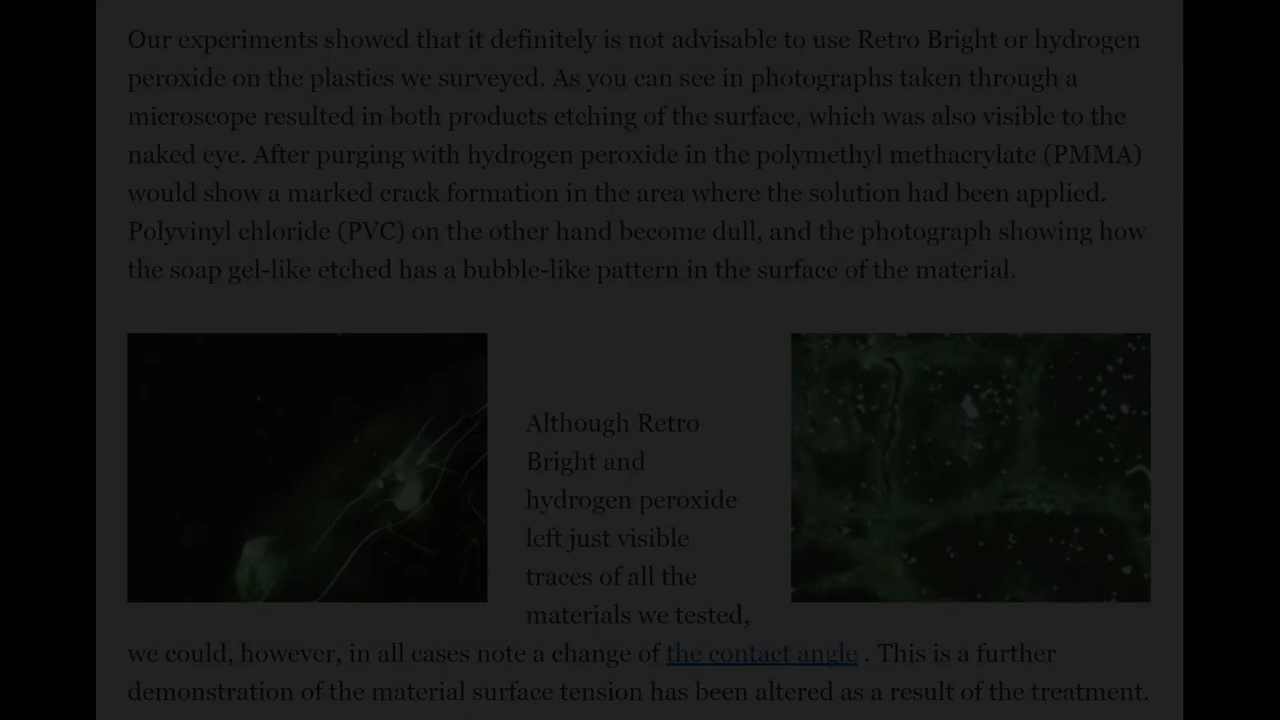 Our experiments showed that it definitely is not advisable to use Retro Bright or hydrogen
peroxide on the plastics we surveyed. As you can see in photographs taken through a
microscope resulted in both products etching of the surface, which was also visible to the
naked eye. After purging with hydrogen peroxide in the polymethyl methacrylate (PMMA)
would show a marked crack formation in the area where the solution had been applied.
Polyvinyl chloride (PVC) on the other hand become dull, and the photograph showing how
the soap gel-like etched has a bubble-like pattern in the surface of the material.
Although Retro
Bright and
hydrogen peroxide
left just visible
traces of all the
materials we tested,
we could, however, in all cases note a change of the contact angle . This is a further
demonstration of the material surface tension has been altered as a result of the treatment.